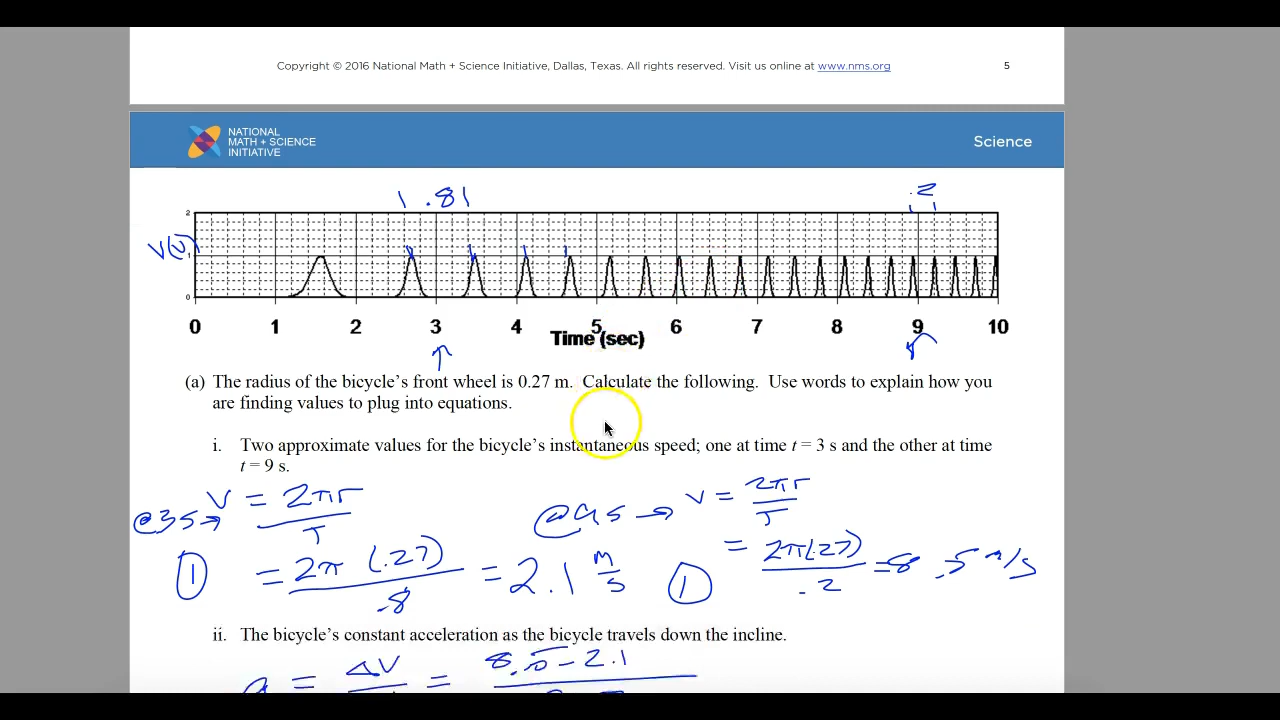 Copyright © 2016 National Math + Science Initiative, Dallas, Texas. All rights reserved. Visit us online at www.nms.org 5
NATIONAL
MATH + SCIENCE
INITIATIVE
Science
.81 .2
2
V(v) 1
0
0 1 2 3 4 5 6 7 8 9 10
Time (sec)
(a) The radius of the bicycle's front wheel is 0.27 m. Calculate the following. Use words to explain how you
are finding values to plug into equations.
i. Two approximate values for the bicycle's instantaneous speed; one at time t = 3 s and the other at time
t = 9 s.
@3s → V = 2πr / T @9s → V = 2πr / T
1 = 2π (.27) / .8 = 2.1 m/s 1 = 2π(.27) / .2 = 8.5 m/s
ii. The bicycle's constant acceleration as the bicycle travels down the incline.
a = ΔV = 8.5 - 2.1